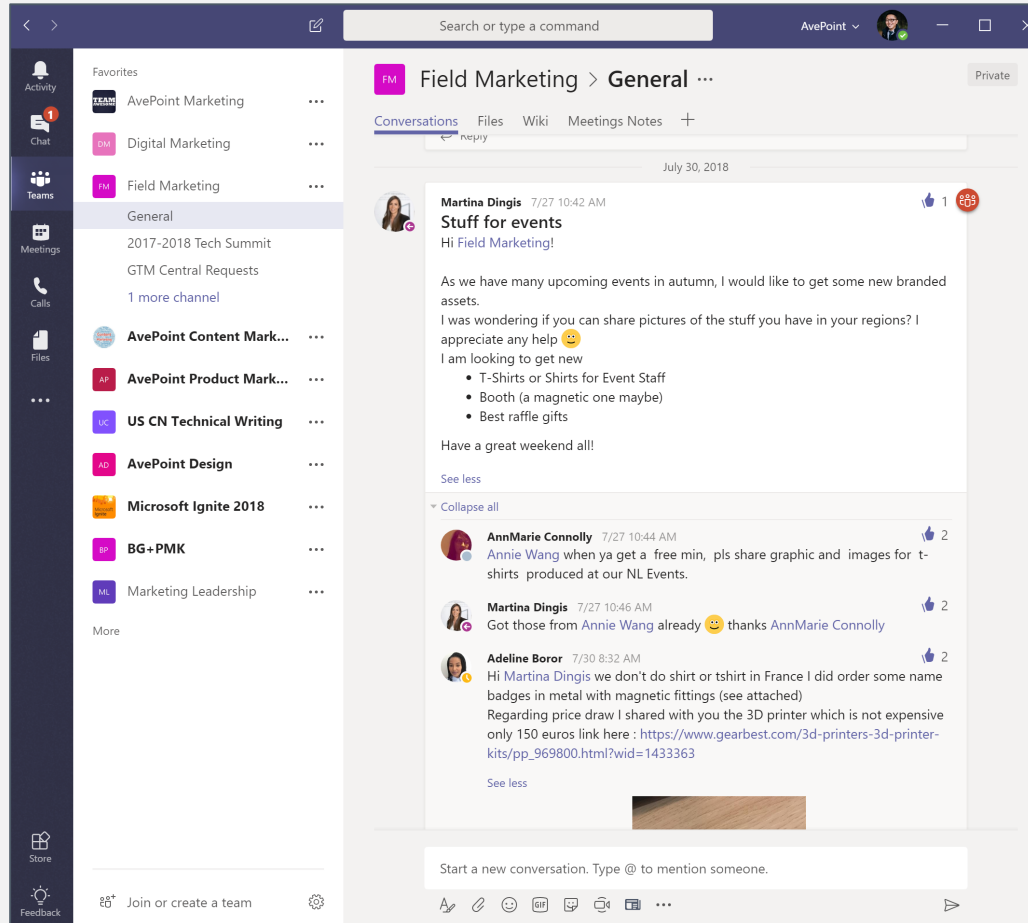 Search or type a command
AvePoint
Activity
Chat
1
Teams
Meetings
Calls
Files
Store
Feedback
Favorites
TEAM
AWESOME
AvePoint Marketing
DM
Digital Marketing
FM
Field Marketing
General
2017-2018 Tech Summit
GTM Central Requests
1 more channel
AvePoint Content Mark...
AP
AvePoint Product Mark...
UC
US CN Technical Writing
AD
AvePoint Design
Microsoft Ignite 2018
BP
BG+PMK
ML
Marketing Leadership
More
Join or create a team
FM
Field Marketing > General ...
Private
Conversations Files Wiki Meetings Notes +
Reply
July 30, 2018
Martina Dingis 7/27 10:42 AM
1
Stuff for events
Hi Field Marketing!
As we have many upcoming events in autumn, I would like to get some new branded
assets.
I was wondering if you can share pictures of the stuff you have in your regions? I
appreciate any help 🙂
I am looking to get new
• T-Shirts or Shirts for Event Staff
• Booth (a magnetic one maybe)
• Best raffle gifts
Have a great weekend all!
See less
Collapse all
AnnMarie Connolly 7/27 10:44 AM
2
Annie Wang when ya get a free min, pls share graphic and images for t-
shirts produced at our NL Events.
Martina Dingis 7/27 10:46 AM
2
Got those from Annie Wang already 🙂 thanks AnnMarie Connolly
Adeline Boror 7/30 8:32 AM
2
Hi Martina Dingis we don't do shirt or tshirt in France I did order some name
badges in metal with magnetic fittings (see attached)
Regarding price draw I shared with you the 3D printer which is not expensive
only 150 euros link here : https://www.gearbest.com/3d-printers-3d-printer-
kits/pp_969800.html?wid=1433363
See less
Start a new conversation. Type @ to mention someone.
GIF